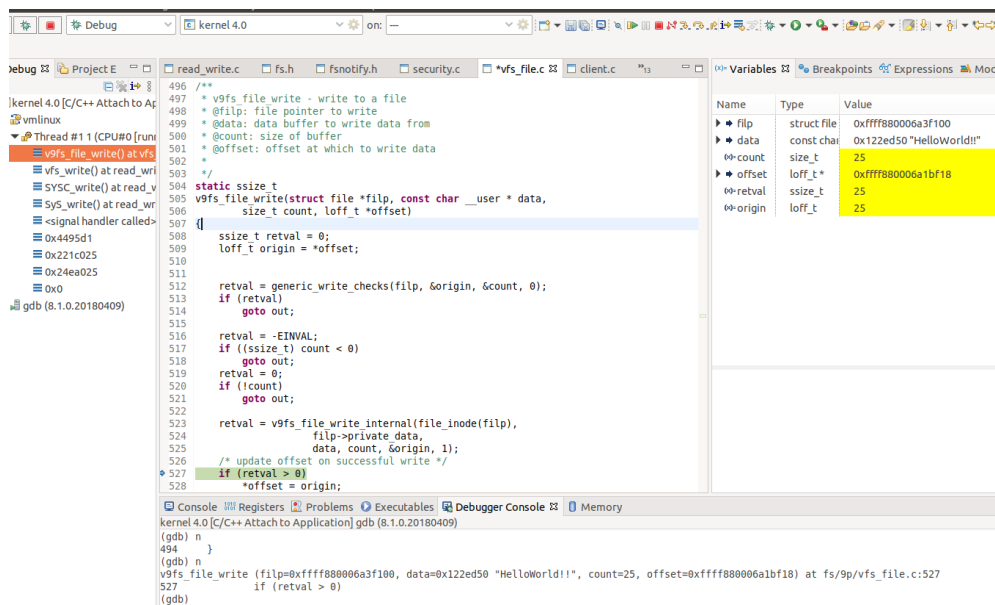 Debug
kernel 4.0
on:
—
Debug
Project E
kernel 4.0 [C/C++ Attach to Ap
vmlinux
Thread #1 1 (CPU#0 [runn
v9fs_file_write() at vfs_
vfs_write() at read_wri
SYSC_write() at read_v
SyS_write() at read_wr
<signal handler called>
0x4495d1
0x221c025
0x24ea025
0x0
gdb (8.1.0.20180409)
read_write.c
fs.h
fsnotify.h
security.c
*vfs_file.c
client.c
»13
496 /**
497  * v9fs_file_write - write to a file
498  * @filp: file pointer to write
499  * @data: data buffer to write data from
500  * @count: size of buffer
501  * @offset: offset at which to write data
502  *
503  */
504 static ssize_t
505 v9fs_file_write(struct file *filp, const char __user * data,
506         size_t count, loff_t *offset)
507 {
508     ssize_t retval = 0;
509     loff_t origin = *offset;
510
511
512     retval = generic_write_checks(filp, &origin, &count, 0);
513     if (retval)
514         goto out;
515
516     retval = -EINVAL;
517     if ((ssize_t) count < 0)
518         goto out;
519     retval = 0;
520     if (!count)
521         goto out;
522
523     retval = v9fs_file_write_internal(file_inode(filp),
524                     filp->private_data,
525                     data, count, &origin, 1);
526     /* update offset on successful write */
527     if (retval > 0)
528         *offset = origin;
Variables
Breakpoints
Expressions
Mod
Name Type Value
filp struct file 0xffff880006a3f100
data const char 0x122ed50 "HelloWorld!!"
count size_t 25
offset loff_t * 0xffff880006a1bf18
retval ssize_t 25
origin loff_t 25
Console
Registers
Problems
Executables
Debugger Console
Memory
kernel 4.0 [C/C++ Attach to Application] gdb (8.1.0.20180409)
(gdb) n
494     }
(gdb) n
v9fs_file_write (filp=0xffff880006a3f100, data=0x122ed50 "HelloWorld!!", count=25, offset=0xffff880006a1bf18) at fs/9p/vfs_file.c:527
527         if (retval > 0)
(gdb)